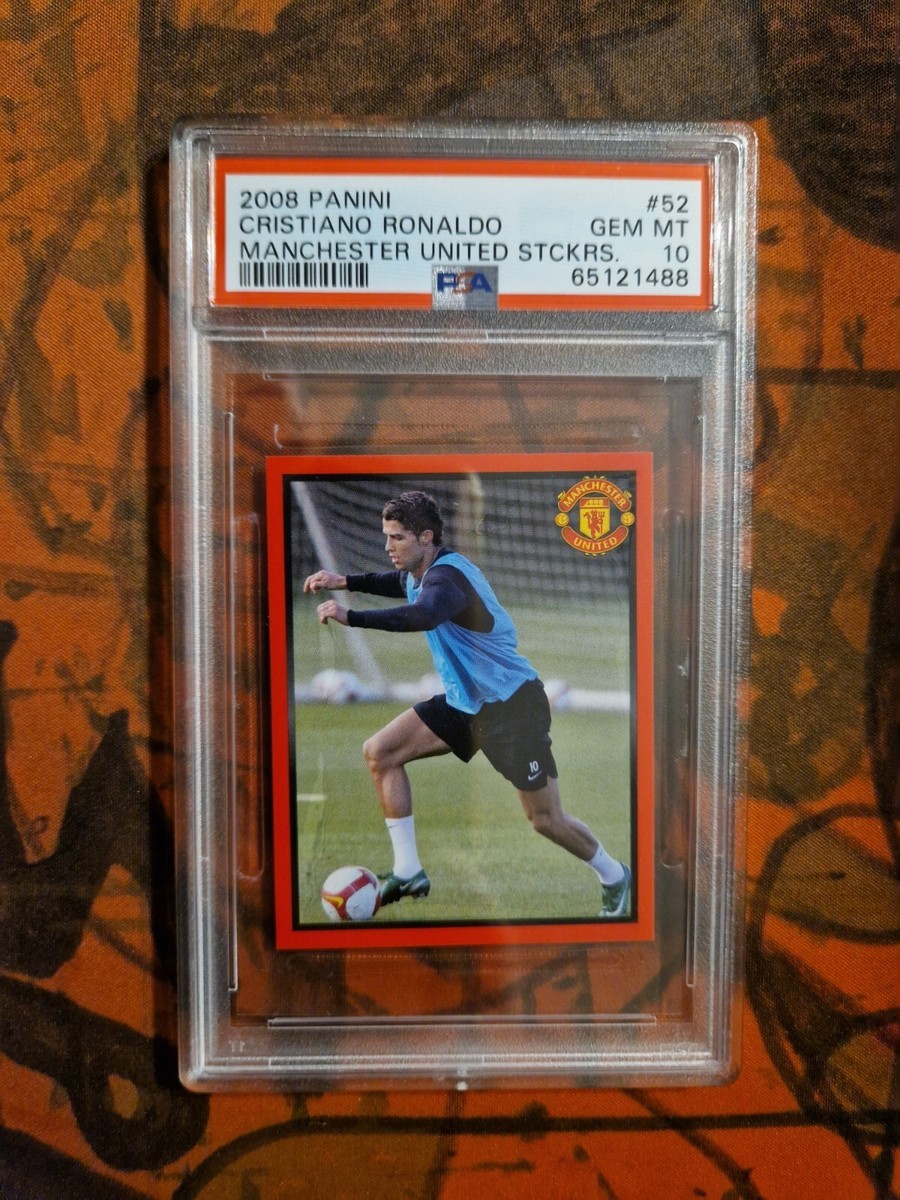 2008 PANINI #52
CRISTIANO RONALDO GEM MT
MANCHESTER UNITED STCKRS. 10
65121488
PSA
MANCHESTER
UNITED
10